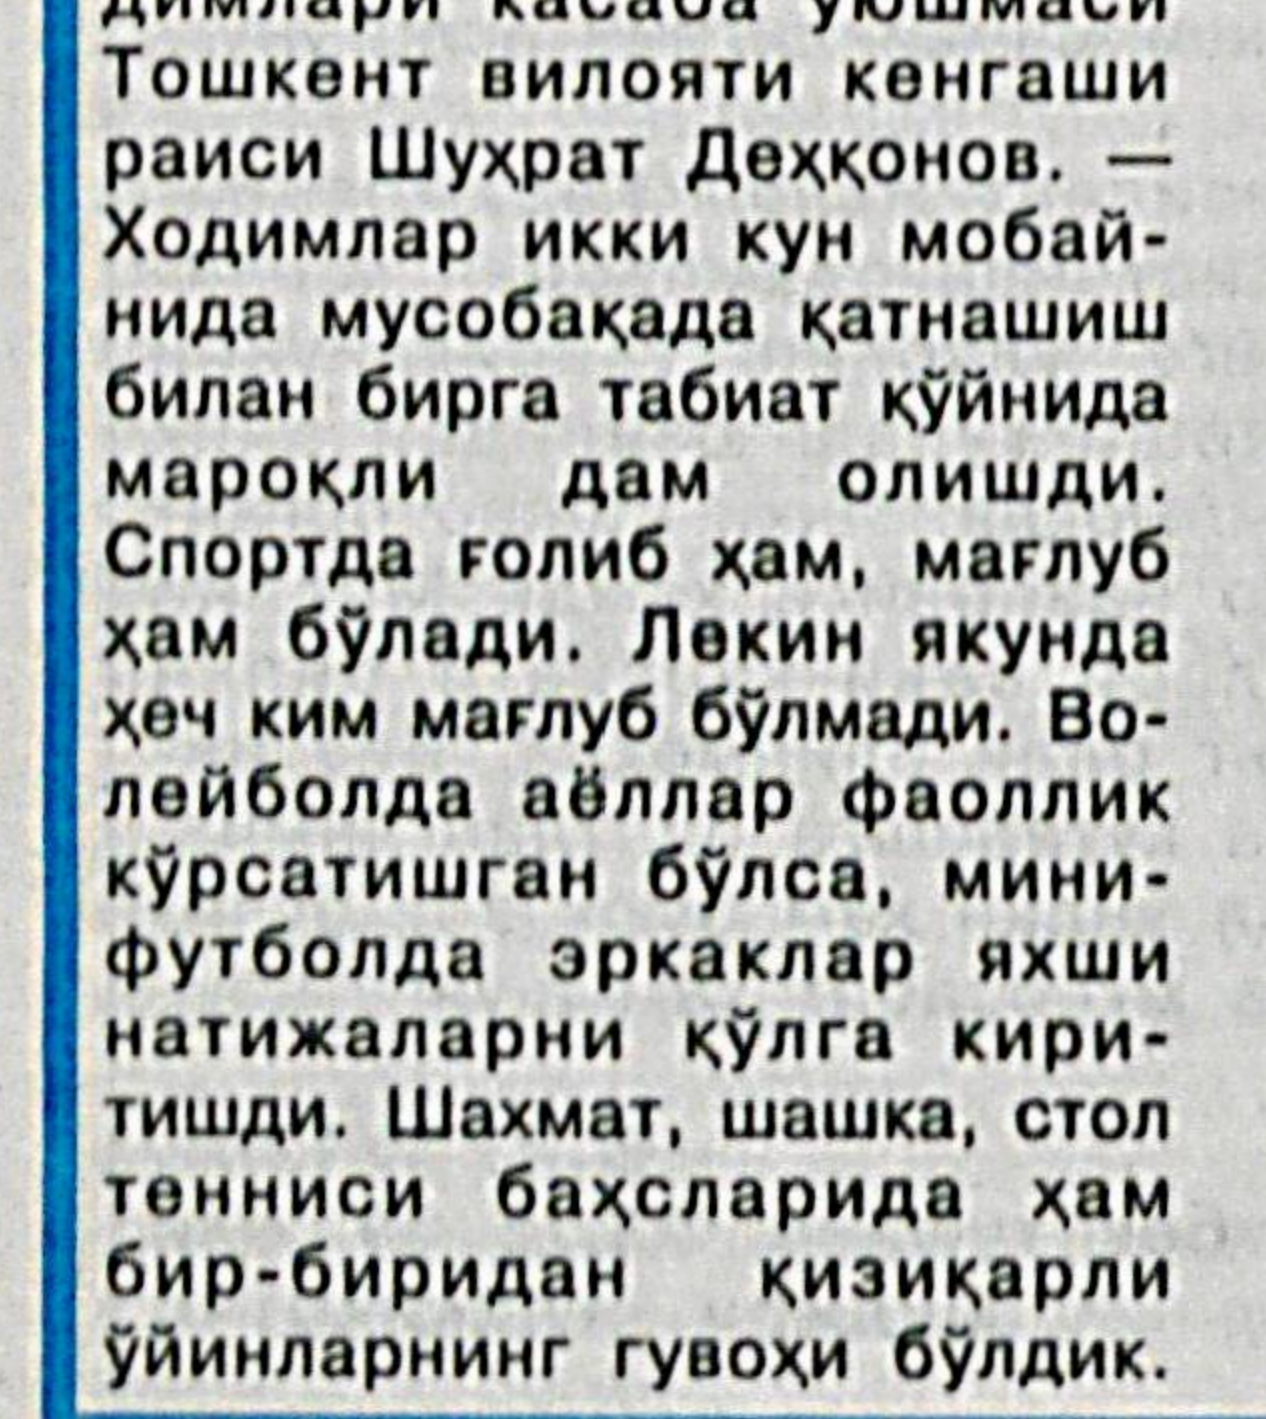 димлари касаба уюшмаси
Тошкент вилояти кенгаши
раиси Шуҳрат Деҳқонов. —
Ходимлар икки кун мобай-
нида мусобақада қатнашиш
билан бирга табиат қўйнида
мароқли дам олишди.
Спортда ғолиб ҳам, мағлуб
ҳам бўлади. Лекин якунда
ҳеч ким мағлуб бўлмади. Во-
лейболда аёллар фаоллик
кўрсатишган бўлса, мини-
футболда эркаклар яхши
натижаларни қўлга кири-
тишди. Шахмат, шашка, стол
тенниси баҳсларида ҳам
бир-биридан қизиқарли
ўйинларнинг гувоҳи бўлдик.